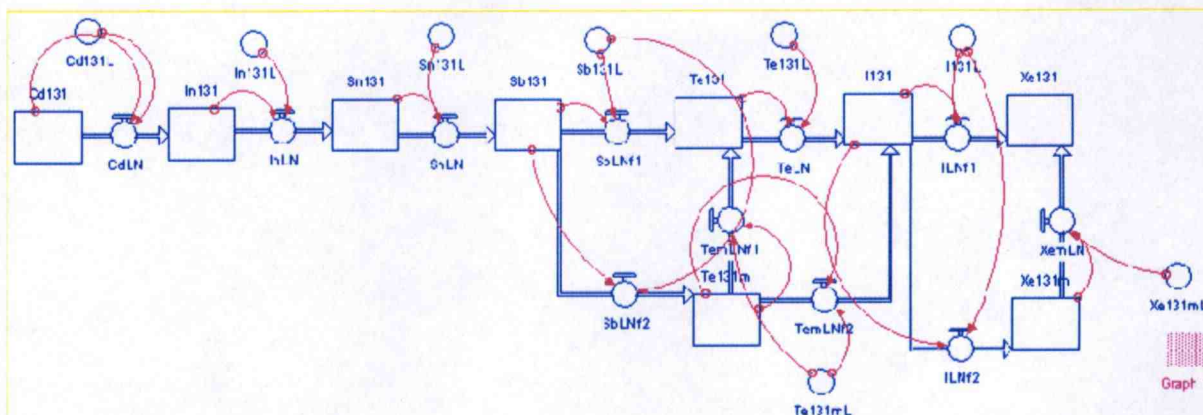 Cd131L
In131L
Sn131L
Sb131L
Te131L
I131L
Cd131
In131
Sn131
Sb131
Te131
I131
Xe131
CdLN
InLN
SnLN
SbLNf1
TeLN
ILNf1
TemLNf1
XemLN
Te131m
Xe131m
Xe131mL
SbLNf2
TemLNf2
ILNf2
Te131mL
Graph